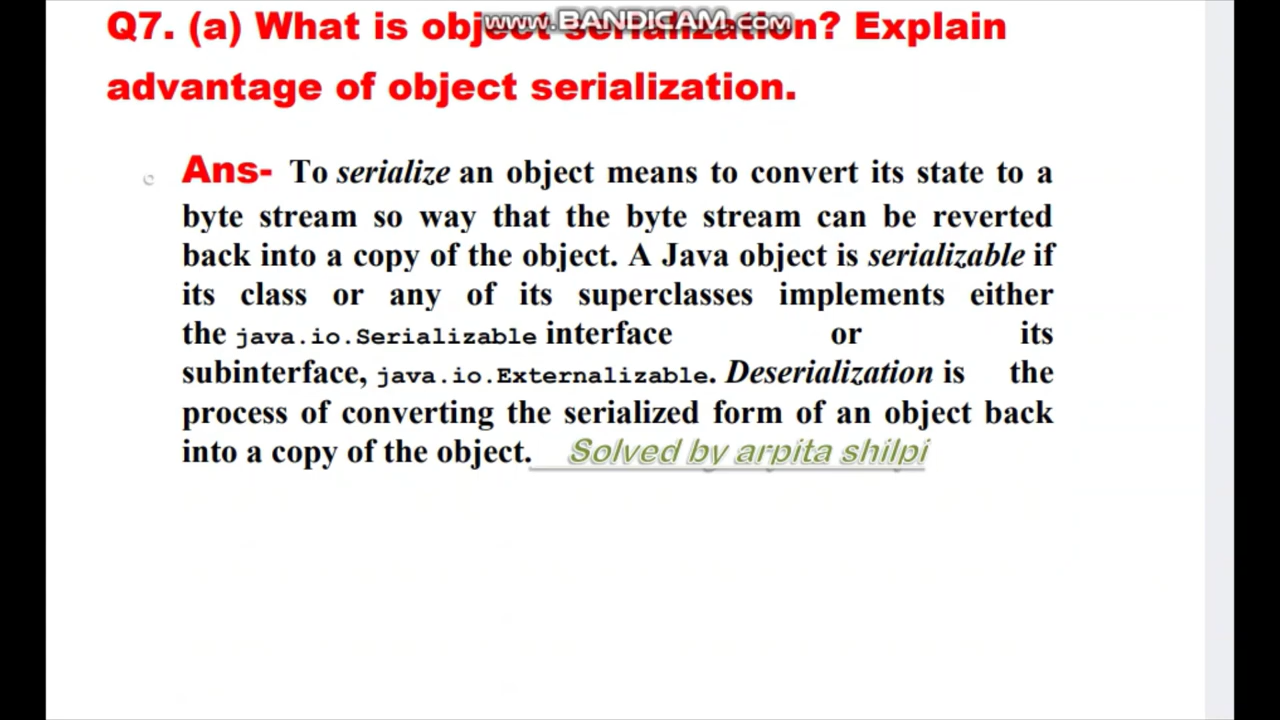 www.BANDICAM.com
Q7. (a) What is object serialization? Explain
advantage of object serialization.
Ans- To serialize an object means to convert its state to a
byte stream so way that the byte stream can be reverted
back into a copy of the object. A Java object is serializable if
its class or any of its superclasses implements either
the java.io.Serializable interface or its
subinterface, java.io.Externalizable. Deserialization is the
process of converting the serialized form of an object back
into a copy of the object. Solved by arpita shilpi